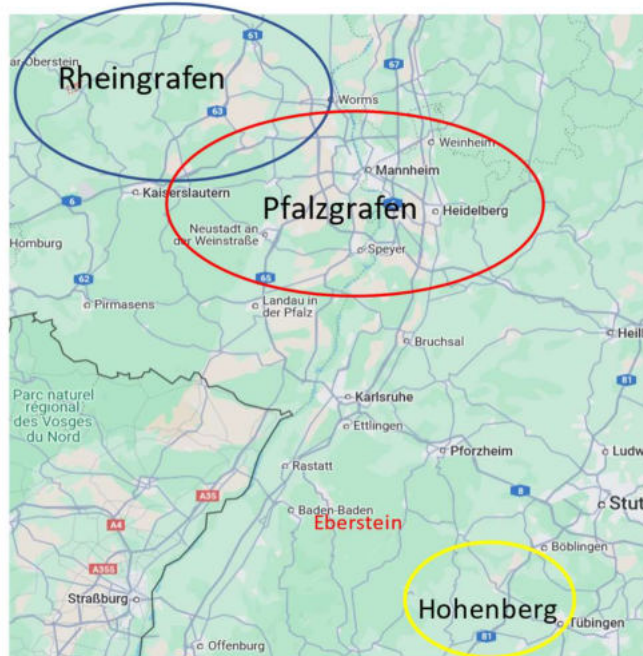 61
ar-Oberstein
67
Rheingrafen
Worms
63
Weinheim
Mannheim
Kaiserslautern
6
Pfalzgrafen
Heidelberg
Neustadt an
der Weinstraße
Homburg
Speyer
62
65
Pirmasens
Landau in
der Pfalz
Heil
Bruchsal
81
Parc naturel
régional
des Vosges
du Nord
Karlsruhe
Ettlingen
Pforzheim
Ludw
Rastatt
A35
8
Baden-Baden
Stut
Eberstein
A4
Böblingen
A355
Straßburg
Hohenberg
Tübingen
81
Offenburg